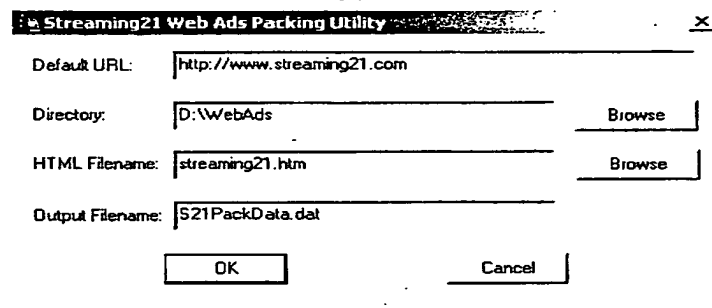 Streaming21 Web Ads Packing Utility
Default URL: http://www.streaming21.com
Directory: D:\WebAds Browse
HTML Filename: streaming21.htm Browse
Output Filename: S21PackData.dat
OK Cancel